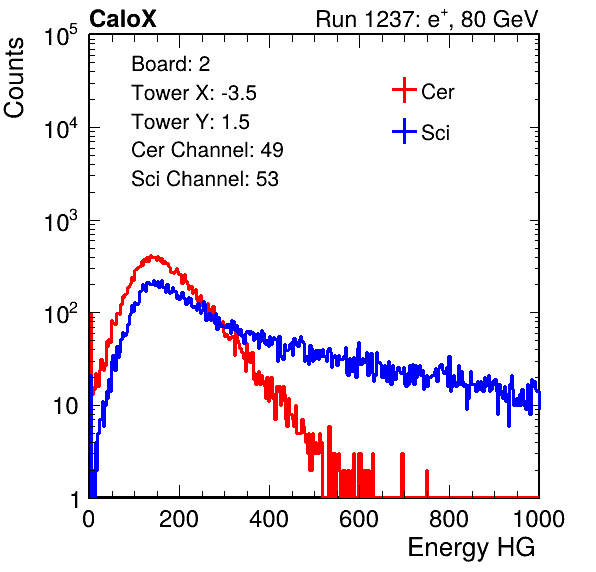 CaloX Run 1237: e⁺, 80 GeV
Counts
10⁵
10⁴
10³
10²
10
1
Board: 2
Tower X: -3.5
Tower Y: 1.5
Cer Channel: 49
Sci Channel: 53
Cer
Sci
0 200 400 600 800 1000
Energy HG